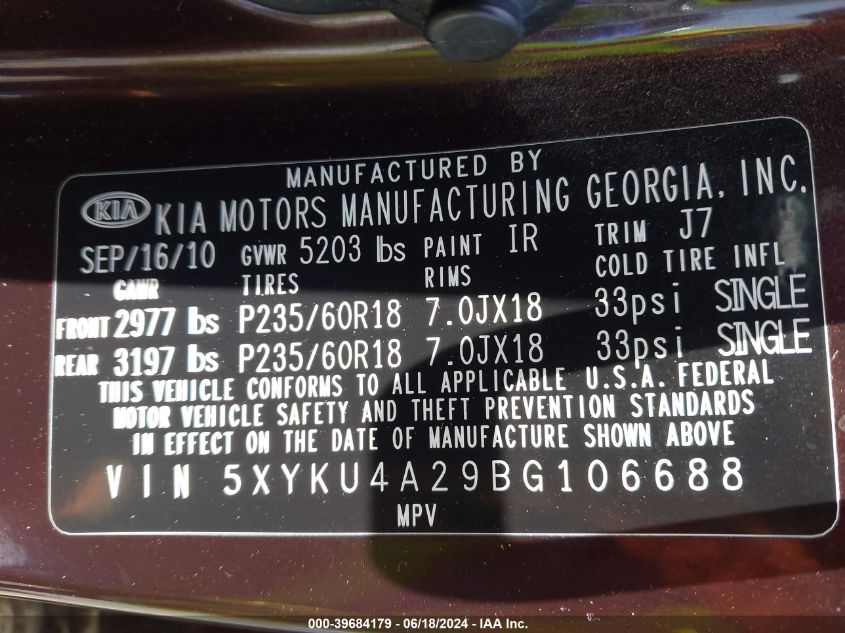 MANUFACTURED BY
KIA KIA MOTORS MANUFACTURING GEORGIA, INC.
SEP/16/10 GVWR 5203 lbs PAINT IR TRIM J7
GAWR TIRES RIMS COLD TIRE INFL
FRONT 2977 lbs P235/60R18 7.0JX18 33psi SINGLE
REAR 3197 lbs P235/60R18 7.0JX18 33psi SINGLE
THIS VEHICLE CONFORMS TO ALL APPLICABLE U.S.A. FEDERAL
MOTOR VEHICLE SAFETY AND THEFT PREVENTION STANDARDS
IN EFFECT ON THE DATE OF MANUFACTURE SHOWN ABOVE
VIN 5XYKU4A29BG106688
MPV
000-39684179 - 06/18/2024 - IAA Inc.